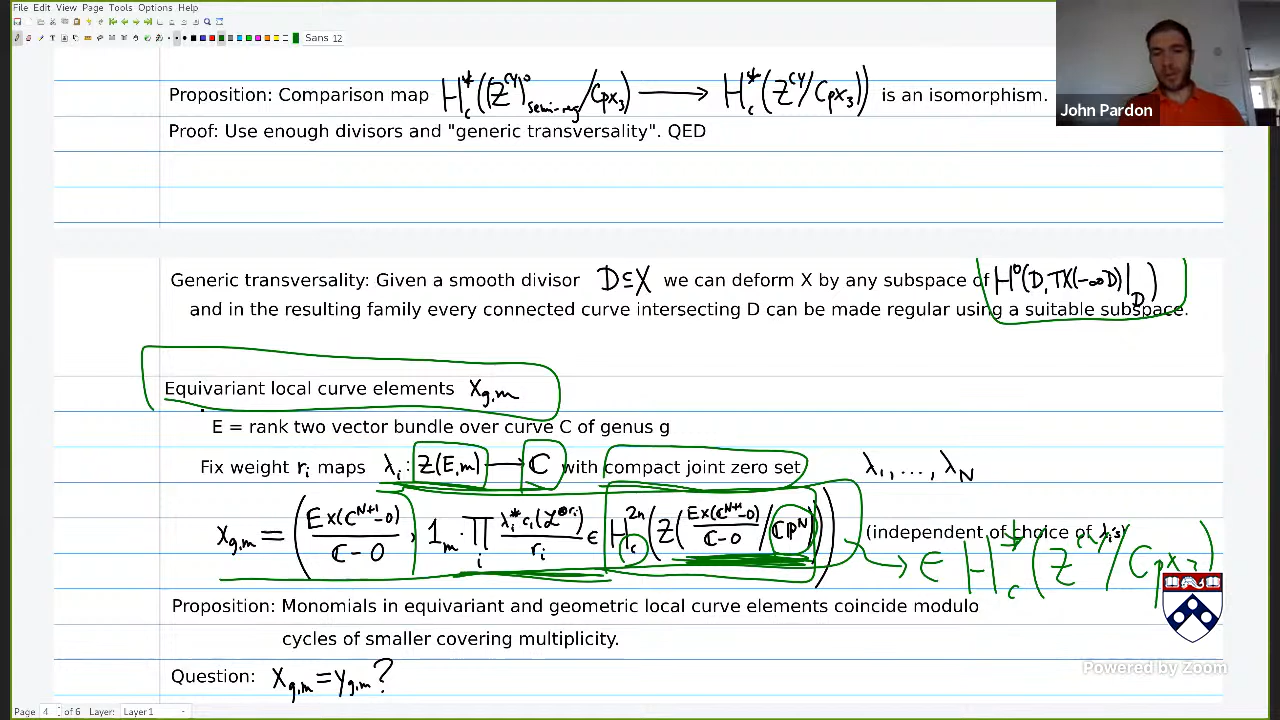 File Edit View Page Tools Options Help
Sans 12
John Pardon
Proposition: Comparison map H*_c((Z^{CY})°_{semi-reg}/Cpx_3) ⟶ H*_c(Z^{CY}/Cpx_3) is an isomorphism.
Proof: Use enough divisors and "generic transversality". QED
Generic transversality: Given a smooth divisor D ⊆ X we can deform X by any subspace of H^0(D, TX(-∞D)|_D)
and in the resulting family every connected curve intersecting D can be made regular using a suitable subspace.
Equivariant local curve elements x_{g,m}
E = rank two vector bundle over curve C of genus g
Fix weight r_i maps λ_i : Z(E,m) ⟶ ℂ with compact joint zero set λ_1, ..., λ_N
x_{g,m} = (E×(ℂ^{N+1}-0)/ℂ-0, 1_m · ∏_i λ_i^* c_1(L^{⊗r_i})/r_i ∈ H_c^{2n}(Z(E×(ℂ^{N+1}-0)/ℂ-0 / ℂP^N))) (independent of choice of λ_i's)
∈ H*_c(Z^{CY}/Cpx_3)
Proposition: Monomials in equivariant and geometric local curve elements coincide modulo
cycles of smaller covering multiplicity.
Question: x_{g,m} = y_{g,m}?
Powered by Zoom
Page 4 of 6 Layer: Layer 1